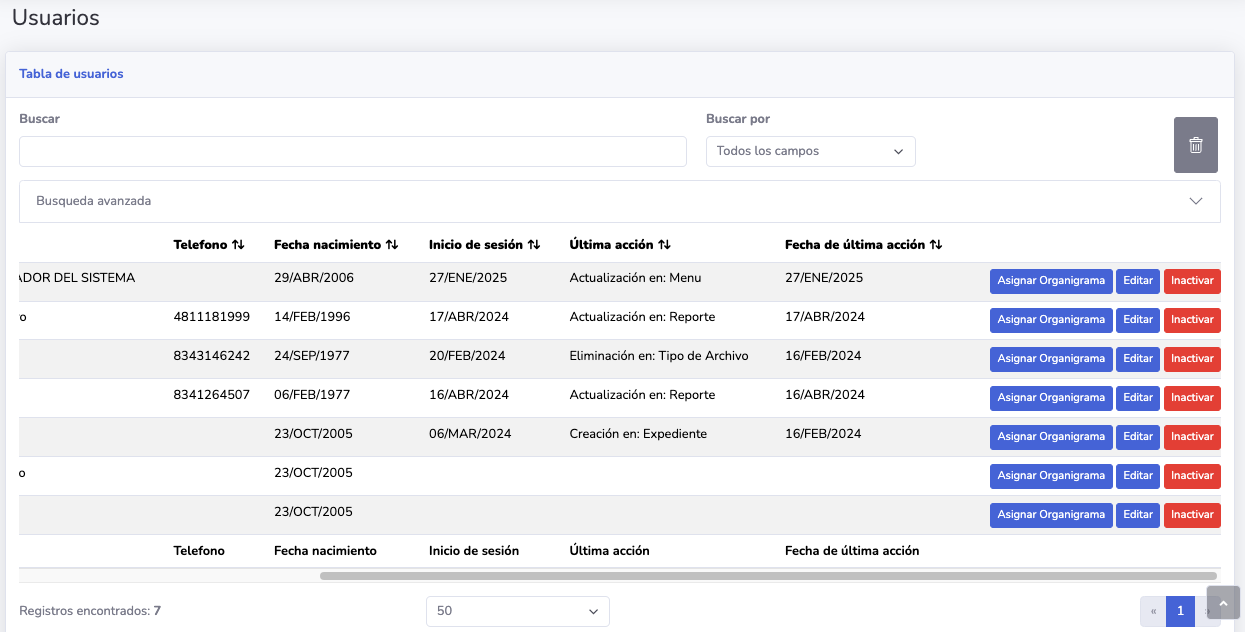 Usuarios
Tabla de usuarios
Buscar Buscar por
Todos los campos
Busqueda avanzada
Telefono Fecha nacimiento Inicio de sesión Última acción Fecha de última acción
ADOR DEL SISTEMA 29/ABR/2006 27/ENE/2025 Actualización en: Menu 27/ENE/2025 Asignar Organigrama Editar Inactivar
o 4811181999 14/FEB/1996 17/ABR/2024 Actualización en: Reporte 17/ABR/2024 Asignar Organigrama Editar Inactivar
8343146242 24/SEP/1977 20/FEB/2024 Eliminación en: Tipo de Archivo 16/FEB/2024 Asignar Organigrama Editar Inactivar
8341264507 06/FEB/1977 16/ABR/2024 Actualización en: Reporte 16/ABR/2024 Asignar Organigrama Editar Inactivar
23/OCT/2005 06/MAR/2024 Creación en: Expediente 16/FEB/2024 Asignar Organigrama Editar Inactivar
o 23/OCT/2005 Asignar Organigrama Editar Inactivar
23/OCT/2005 Asignar Organigrama Editar Inactivar
Telefono Fecha nacimiento Inicio de sesión Última acción Fecha de última acción
Registros encontrados: 7 50 « 1 »